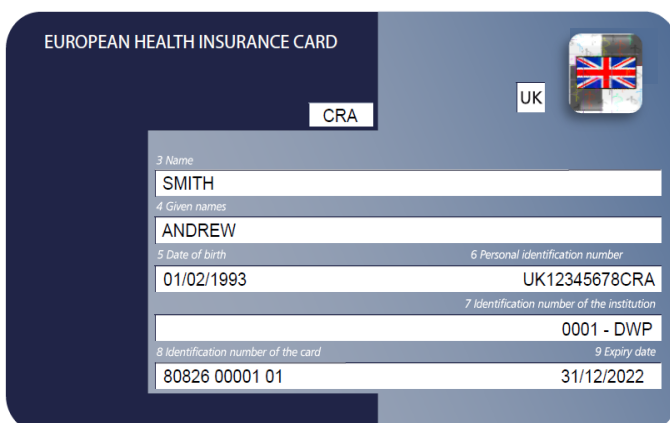 EUROPEAN HEALTH INSURANCE CARD
UK
CRA
3 Name
SMITH
4 Given names
ANDREW
5 Date of birth 6 Personal identification number
01/02/1993 UK12345678CRA
7 Identification number of the institution
0001 - DWP
8 Identification number of the card 9 Expiry date
80826 00001 01 31/12/2022